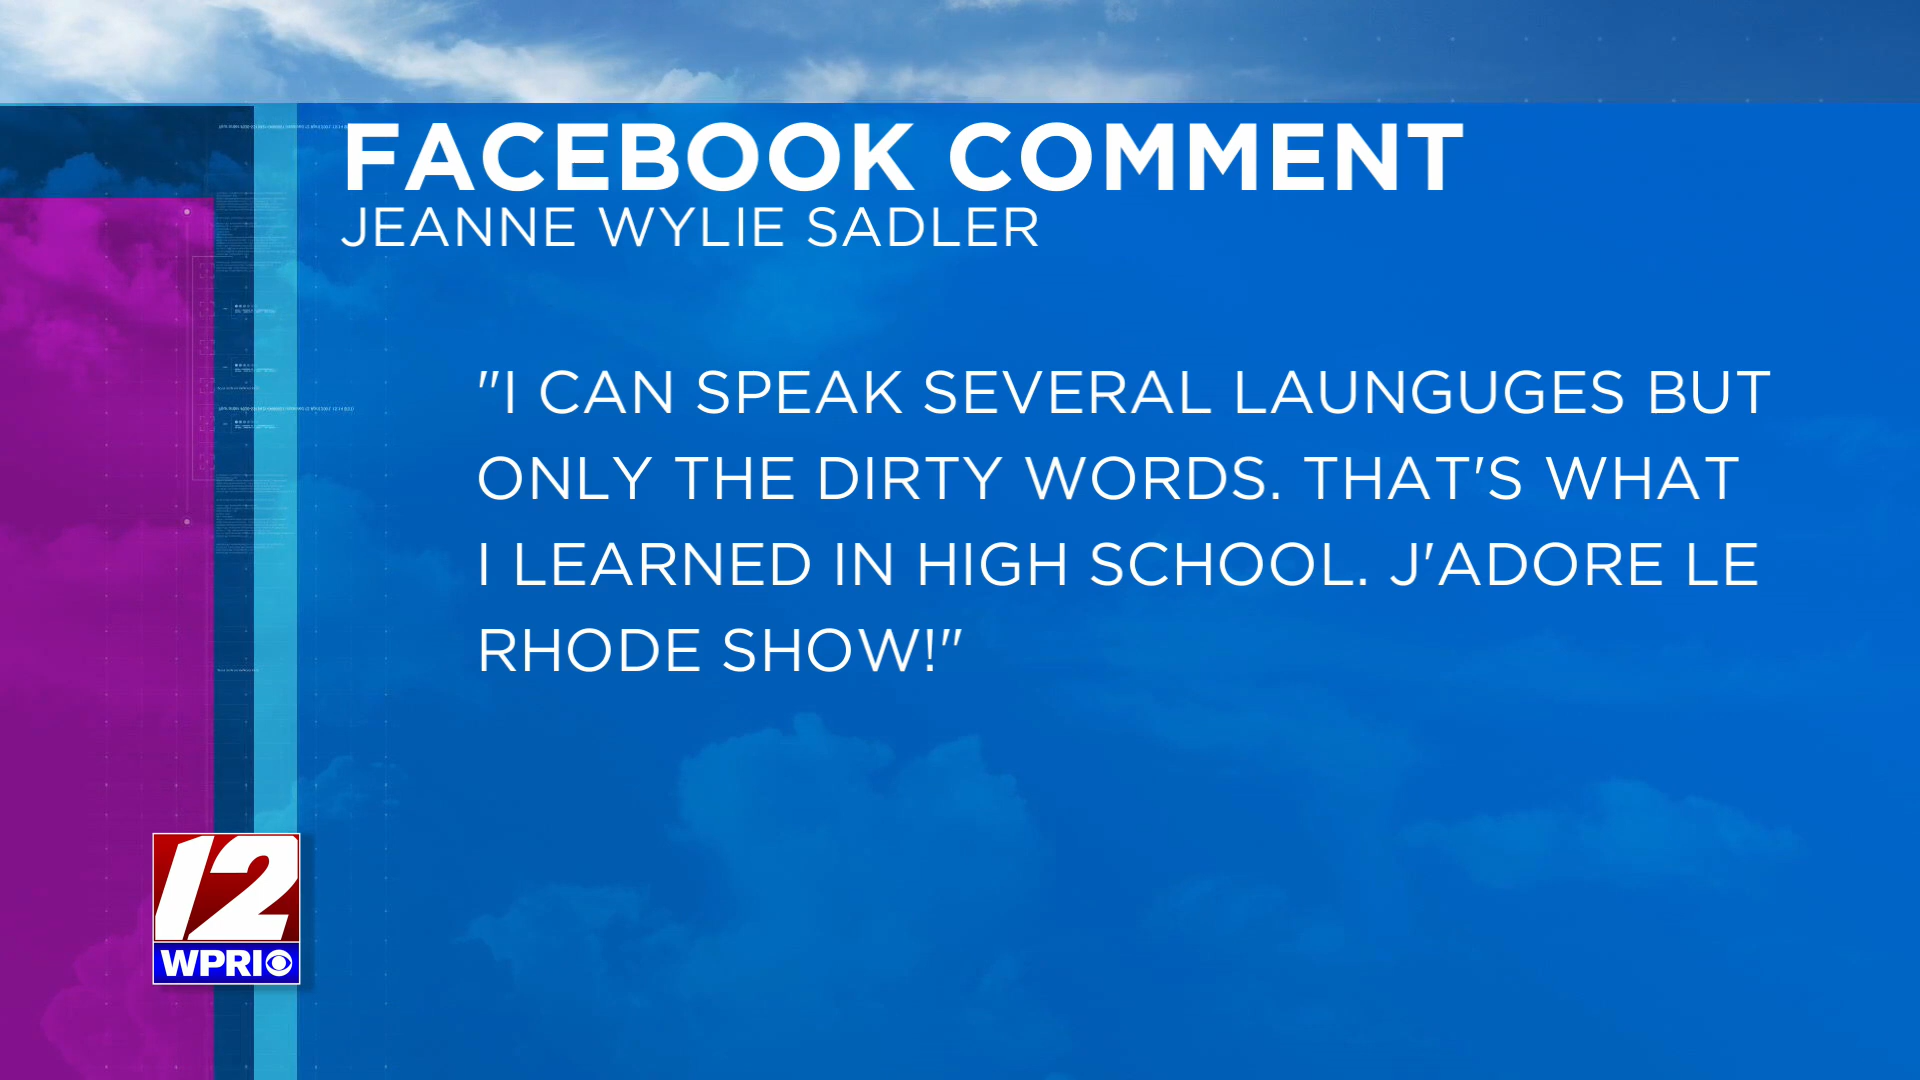 FACEBOOK COMMENT
JEANNE WYLIE SADLER
"I CAN SPEAK SEVERAL LAUNGUGES BUT
ONLY THE DIRTY WORDS. THAT'S WHAT
I LEARNED IN HIGH SCHOOL. J'ADORE LE
RHODE SHOW!"
12
WPRI